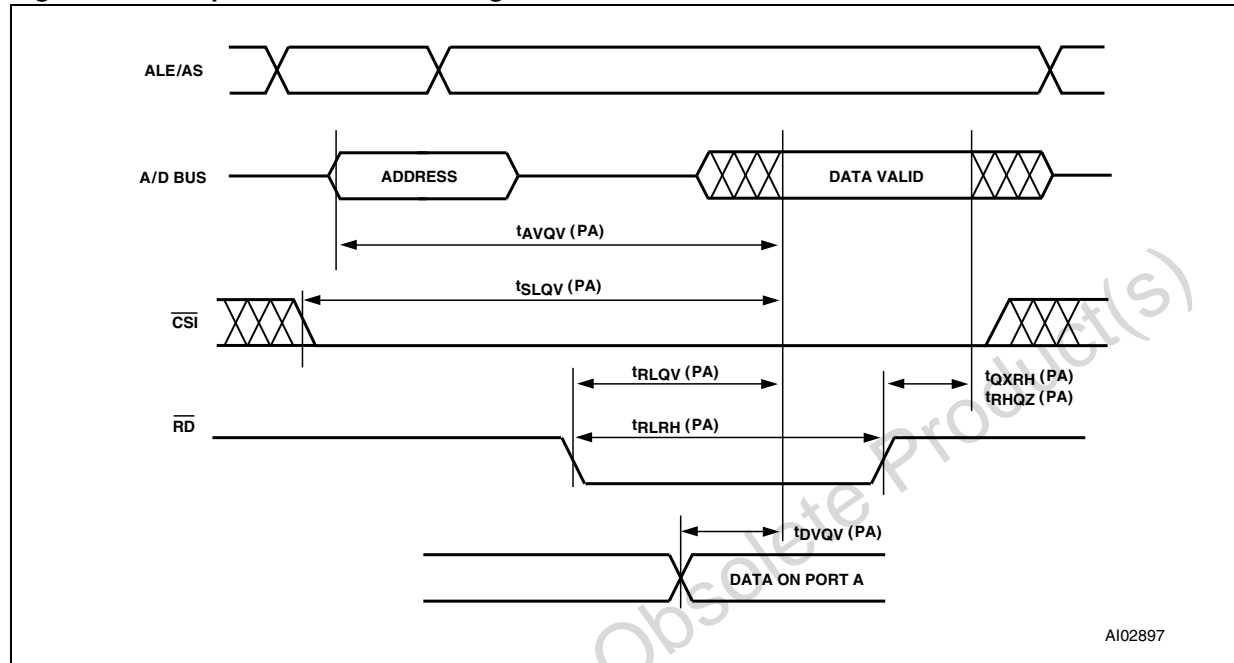 ALE/AS
A/D BUS
ADDRESS
DATA VALID
tAVQV (PA)
tSLQV (PA)
CSI
tRLQV (PA)
tQXRH (PA)
tRHQZ (PA)
RD
tRLRH (PA)
tDVQV (PA)
DATA ON PORT A
Obsolete Product(s)
AI02897